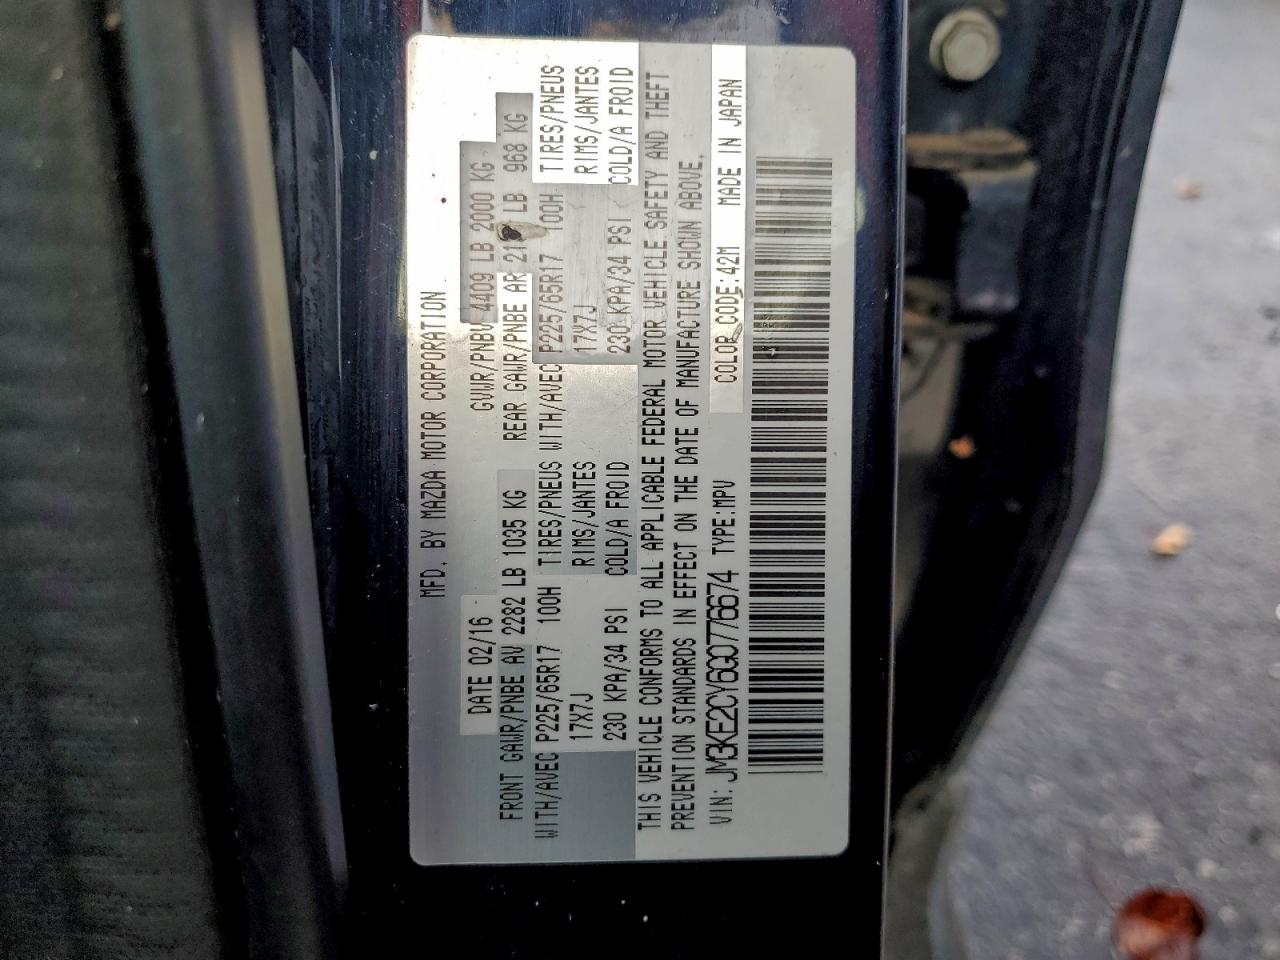 MFD. BY MAZDA MOTOR CORPORATION
DATE 02/16 GVWR/PNBV 4409 LB 2000 KG
FRONT GAWR/PNBE AV 2282 LB 1035 KG REAR GAWR/PNBE AR LB 968 KG
WITH/AVEC P225/65R17 100H TIRES/PNEUS WITH/AVEC P225/65R17 100H TIRES/PNEUS
17X7J RIMS/JANTES 17X7J RIMS/JANTES
230 KPA/34 PSI COLD/A FROID 230 KPA/34 PSI COLD/A FROID
THIS VEHICLE CONFORMS TO ALL APPLICABLE FEDERAL MOTOR VEHICLE SAFETY AND THEFT
PREVENTION STANDARDS IN EFFECT ON THE DATE OF MANUFACTURE SHOWN ABOVE.
VIN: JM3KE2CY6G0776674 TYPE:MPV COLOR CODE:42M MADE IN JAPAN